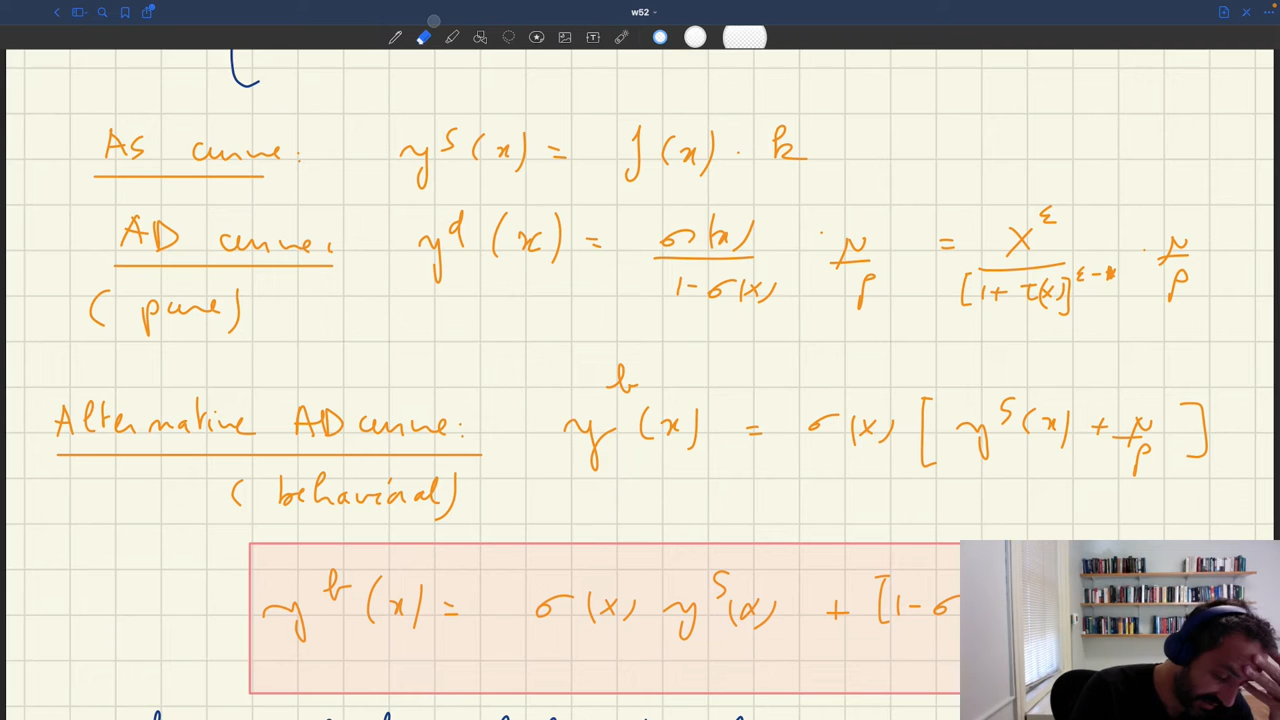 w52
AS curve: y^s(x) = f(x) · k
AD curve: y^d(x) = σ(x)/(1-σ(x)) · μ/ρ = x^ε/[1+τ(x)]^ε-1 · μ/ρ
(pure)
Alternative AD curve: y^b(x) = σ(x) [y^s(x) + μ/ρ]
(behavioral)
y^b(x) = σ(x) y^s(x) + [1-σ